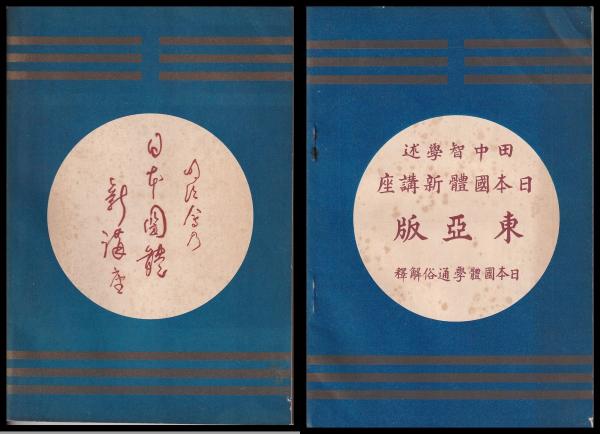 日本國體
新講座
田中智學述
日本國體新講座
東亞版
日本國體學通俗解釋